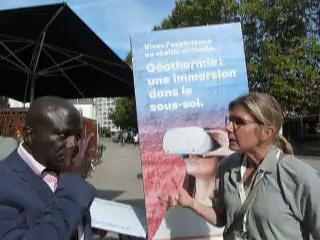 Vivez l'expérience
en réalité virtuelle
Géothermie :
une immersion
dans le
sous-sol.